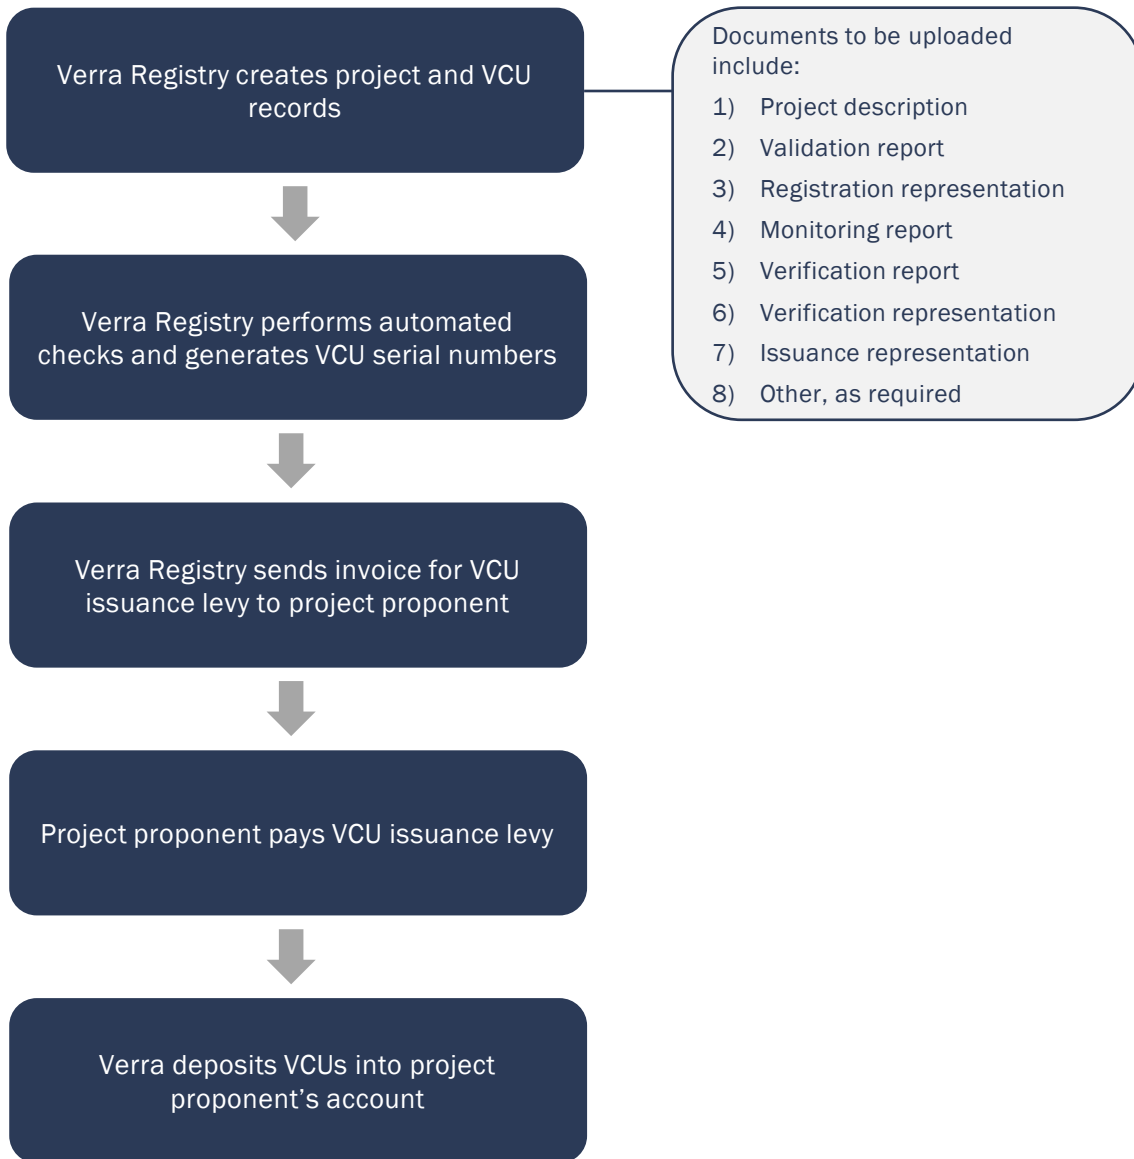 Verra Registry creates project and VCU
records
Documents to be uploaded
include:
1) Project description
2) Validation report
3) Registration representation
4) Monitoring report
5) Verification report
6) Verification representation
7) Issuance representation
8) Other, as required
Verra Registry performs automated
checks and generates VCU serial numbers
Verra Registry sends invoice for VCU
issuance levy to project proponent
Project proponent pays VCU issuance levy
Verra deposits VCUs into project
proponent’s account